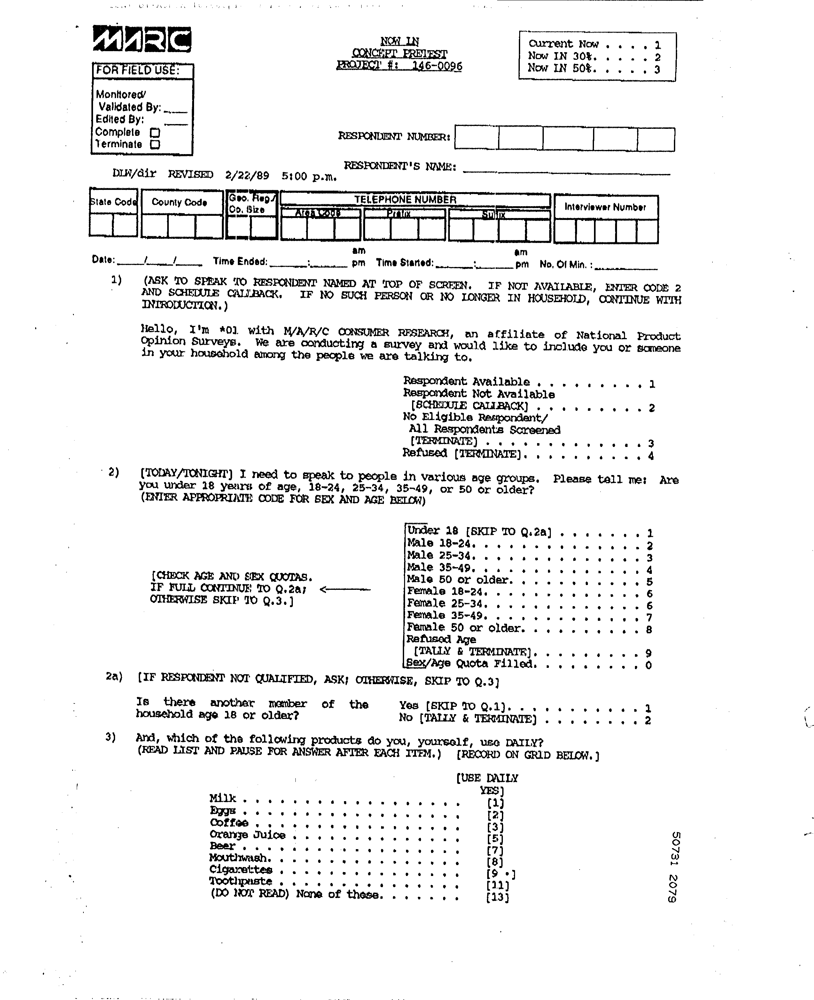 MARC
NOW IN
CONCEPT PRETEST
PROJECT #: 146-0096
Current Now . . . . 1
Now IN 30%. . . . . 2
Now IN 50%. . . . . 3
FOR FIELD USE:
Monitored/
Validated By: ____
Edited By: ____
Complete □
Terminate □
RESPONDENT NUMBER:
RESPONDENT'S NAME: ____
DLW/dir REVISED 2/22/89 5:00 p.m.
State Code
County Code
Geo. Reg./
Co. Size
TELEPHONE NUMBER
Area Code
Prefix
Suffix
Interviewer Number
Date: ____/____/____ Time Ended: ____:____ am pm Time Started: ____:____ am pm No. Of Min. : ____
1) (ASK TO SPEAK TO RESPONDENT NAMED AT TOP OF SCREEN. IF NOT AVAILABLE, ENTER CODE 2
AND SCHEDULE CALLBACK. IF NO SUCH PERSON OR NO LONGER IN HOUSEHOLD, CONTINUE WITH
INTRODUCTION.)
Hello, I'm *01 with M/A/R/C CONSUMER RESEARCH, an affiliate of National Product
Opinion Surveys. We are conducting a survey and would like to include you or someone
in your household among the people we are talking to.
Respondent Available . . . . . . . . . 1
Respondent Not Available
[SCHEDULE CALLBACK] . . . . . . . . 2
No Eligible Respondent/
All Respondents Screened
[TERMINATE] . . . . . . . . . . . . 3
Refused [TERMINATE]. . . . . . . . . . 4
2) [TODAY/TONIGHT] I need to speak to people in various age groups. Please tell me: Are
you under 18 years of age, 18-24, 25-34, 35-49, or 50 or older?
(ENTER APPROPRIATE CODE FOR SEX AND AGE BELOW)
Under 18 [SKIP TO Q.2a] . . . . . . . 1
Male 18-24. . . . . . . . . . . . . . 2
Male 25-34. . . . . . . . . . . . . . 3
Male 35-49. . . . . . . . . . . . . . 4
Male 50 or older. . . . . . . . . . . 5
Female 18-24. . . . . . . . . . . . . 6
Female 25-34. . . . . . . . . . . . . 6
Female 35-49. . . . . . . . . . . . . 7
Female 50 or older. . . . . . . . . . 8
Refused Age
[TALLY & TERMINATE]. . . . . . . . 9
Sex/Age Quota Filled. . . . . . . . . 0
[CHECK AGE AND SEX QUOTAS.
IF FULL CONTINUE TO Q.2a; ←
OTHERWISE SKIP TO Q.3.]
2a) [IF RESPONDENT NOT QUALIFIED, ASK; OTHERWISE, SKIP TO Q.3]
Is there another member of the
household age 18 or older?
Yes [SKIP TO Q.1]. . . . . . . . . . . 1
No [TALLY & TERMINATE] . . . . . . . . 2
3) And, which of the following products do you, yourself, use DAILY?
(READ LIST AND PAUSE FOR ANSWER AFTER EACH ITEM.) [RECORD ON GRID BELOW.]
[USE DAILY
YES]
Milk . . . . . . . . . . . . . . . . . [1]
Eggs . . . . . . . . . . . . . . . . . [2]
Coffee . . . . . . . . . . . . . . . . [3]
Orange Juice . . . . . . . . . . . . . [5]
Beer . . . . . . . . . . . . . . . . . [7]
Mouthwash. . . . . . . . . . . . . . . [8]
Cigarettes . . . . . . . . . . . . . . [9 .]
Toothpaste . . . . . . . . . . . . . . [11]
(DO NOT READ) None of these. . . . . . . [13]
50731 2079